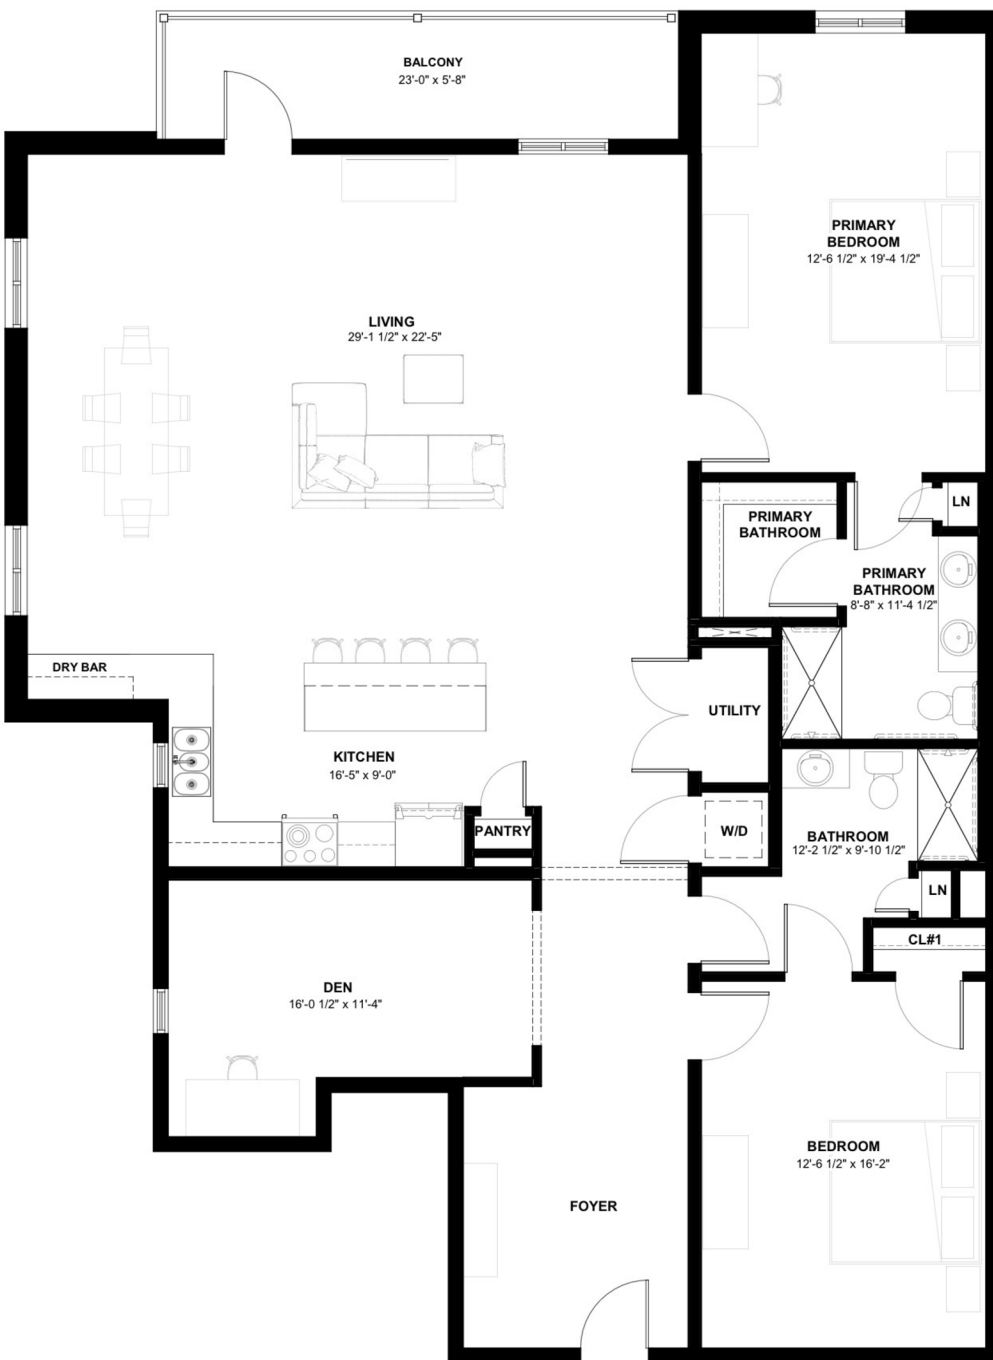 BALCONY
23'-0" x 5'-8"
PRIMARY
BEDROOM
12'-6 1/2" x 19'-4 1/2"
LIVING
29'-1 1/2" x 22'-5"
LN
PRIMARY
BATHROOM
PRIMARY
BATHROOM
8'-8" x 11'-4 1/2"
DRY BAR
UTILITY
KITCHEN
16'-5" x 9'-0"
PANTRY
W/D
BATHROOM
12'-2 1/2" x 9'-10 1/2"
LN
CL#1
DEN
16'-0 1/2" x 11'-4"
BEDROOM
12'-6 1/2" x 16'-2"
FOYER